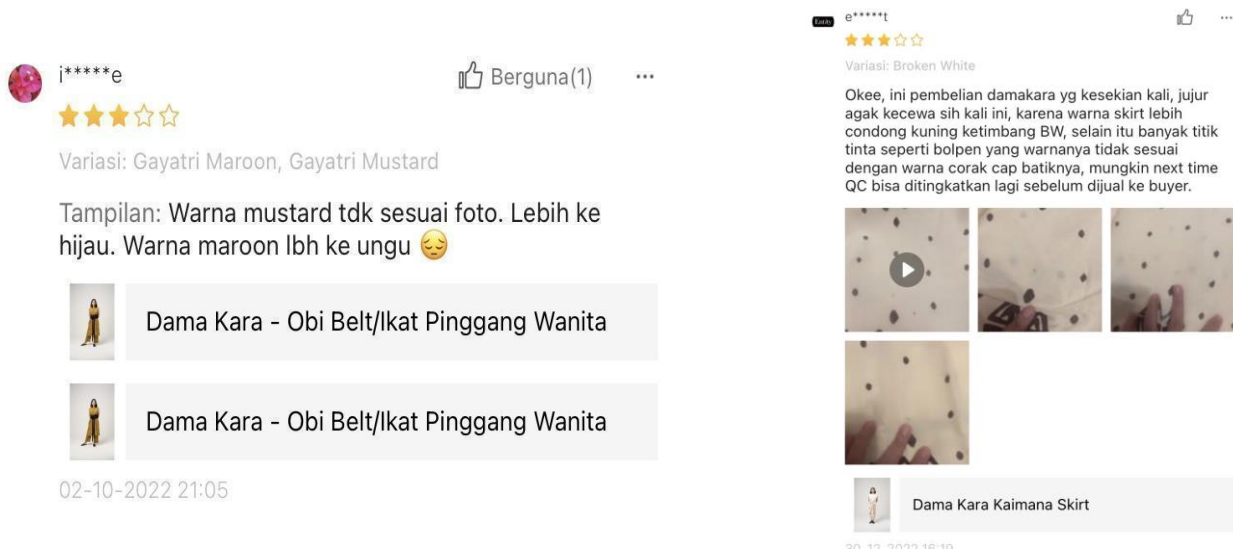 i*****e
Berguna(1)
Variasi: Gayatri Maroon, Gayatri Mustard
Tampilan: Warna mustard tdk sesuai foto. Lebih ke
hijau. Warna maroon lbh ke ungu
Dama Kara - Obi Belt/Ikat Pinggang Wanita
Dama Kara - Obi Belt/Ikat Pinggang Wanita
02-10-2022 21:05
e*****t
Variasi: Broken White
Okee, ini pembelian damakara yg kesekian kali, jujur
agak kecewa sih kali ini, karena warna skirt lebih
condong kuning ketimbang BW, selain itu banyak titik
tinta seperti bolpen yang warnanya tidak sesuai
dengan warna corak cap batiknya, mungkin next time
QC bisa ditingkatkan lagi sebelum dijual ke buyer.
Dama Kara Kaimana Skirt
30-12-2022 16:19